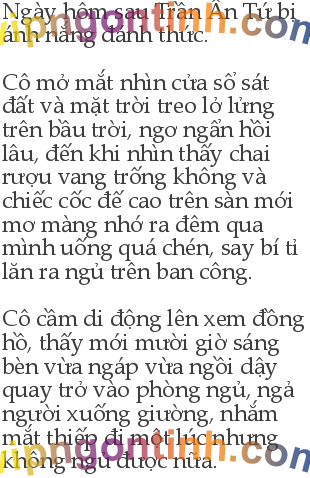 Ngày hôm sau Trần Ân Tứ bị
ánh nắng đánh thức.
Cô mở mắt nhìn cửa sổ sát
đất và mặt trời treo lở lửng
trên bầu trời, ngơ ngẩn hồi
lâu, đến khi nhìn thấy chai
rượu vang trống không và
chiếc cốc đế cao trên sàn mới
mơ màng nhớ ra đêm qua
mình uống quá chén, say bí tỉ
lăn ra ngủ trên ban công.
Cô cầm di động lên xem đồng
hồ, thấy mới mười giờ sáng
bèn vừa ngáp vừa ngồi dậy
quay trở vào phòng ngủ, ngả
người xuống giường, nhắm
mắt thiếp đi một lúc nhưng
không ngủ được nữa.
vipngontinh.com
vipngontinh.com